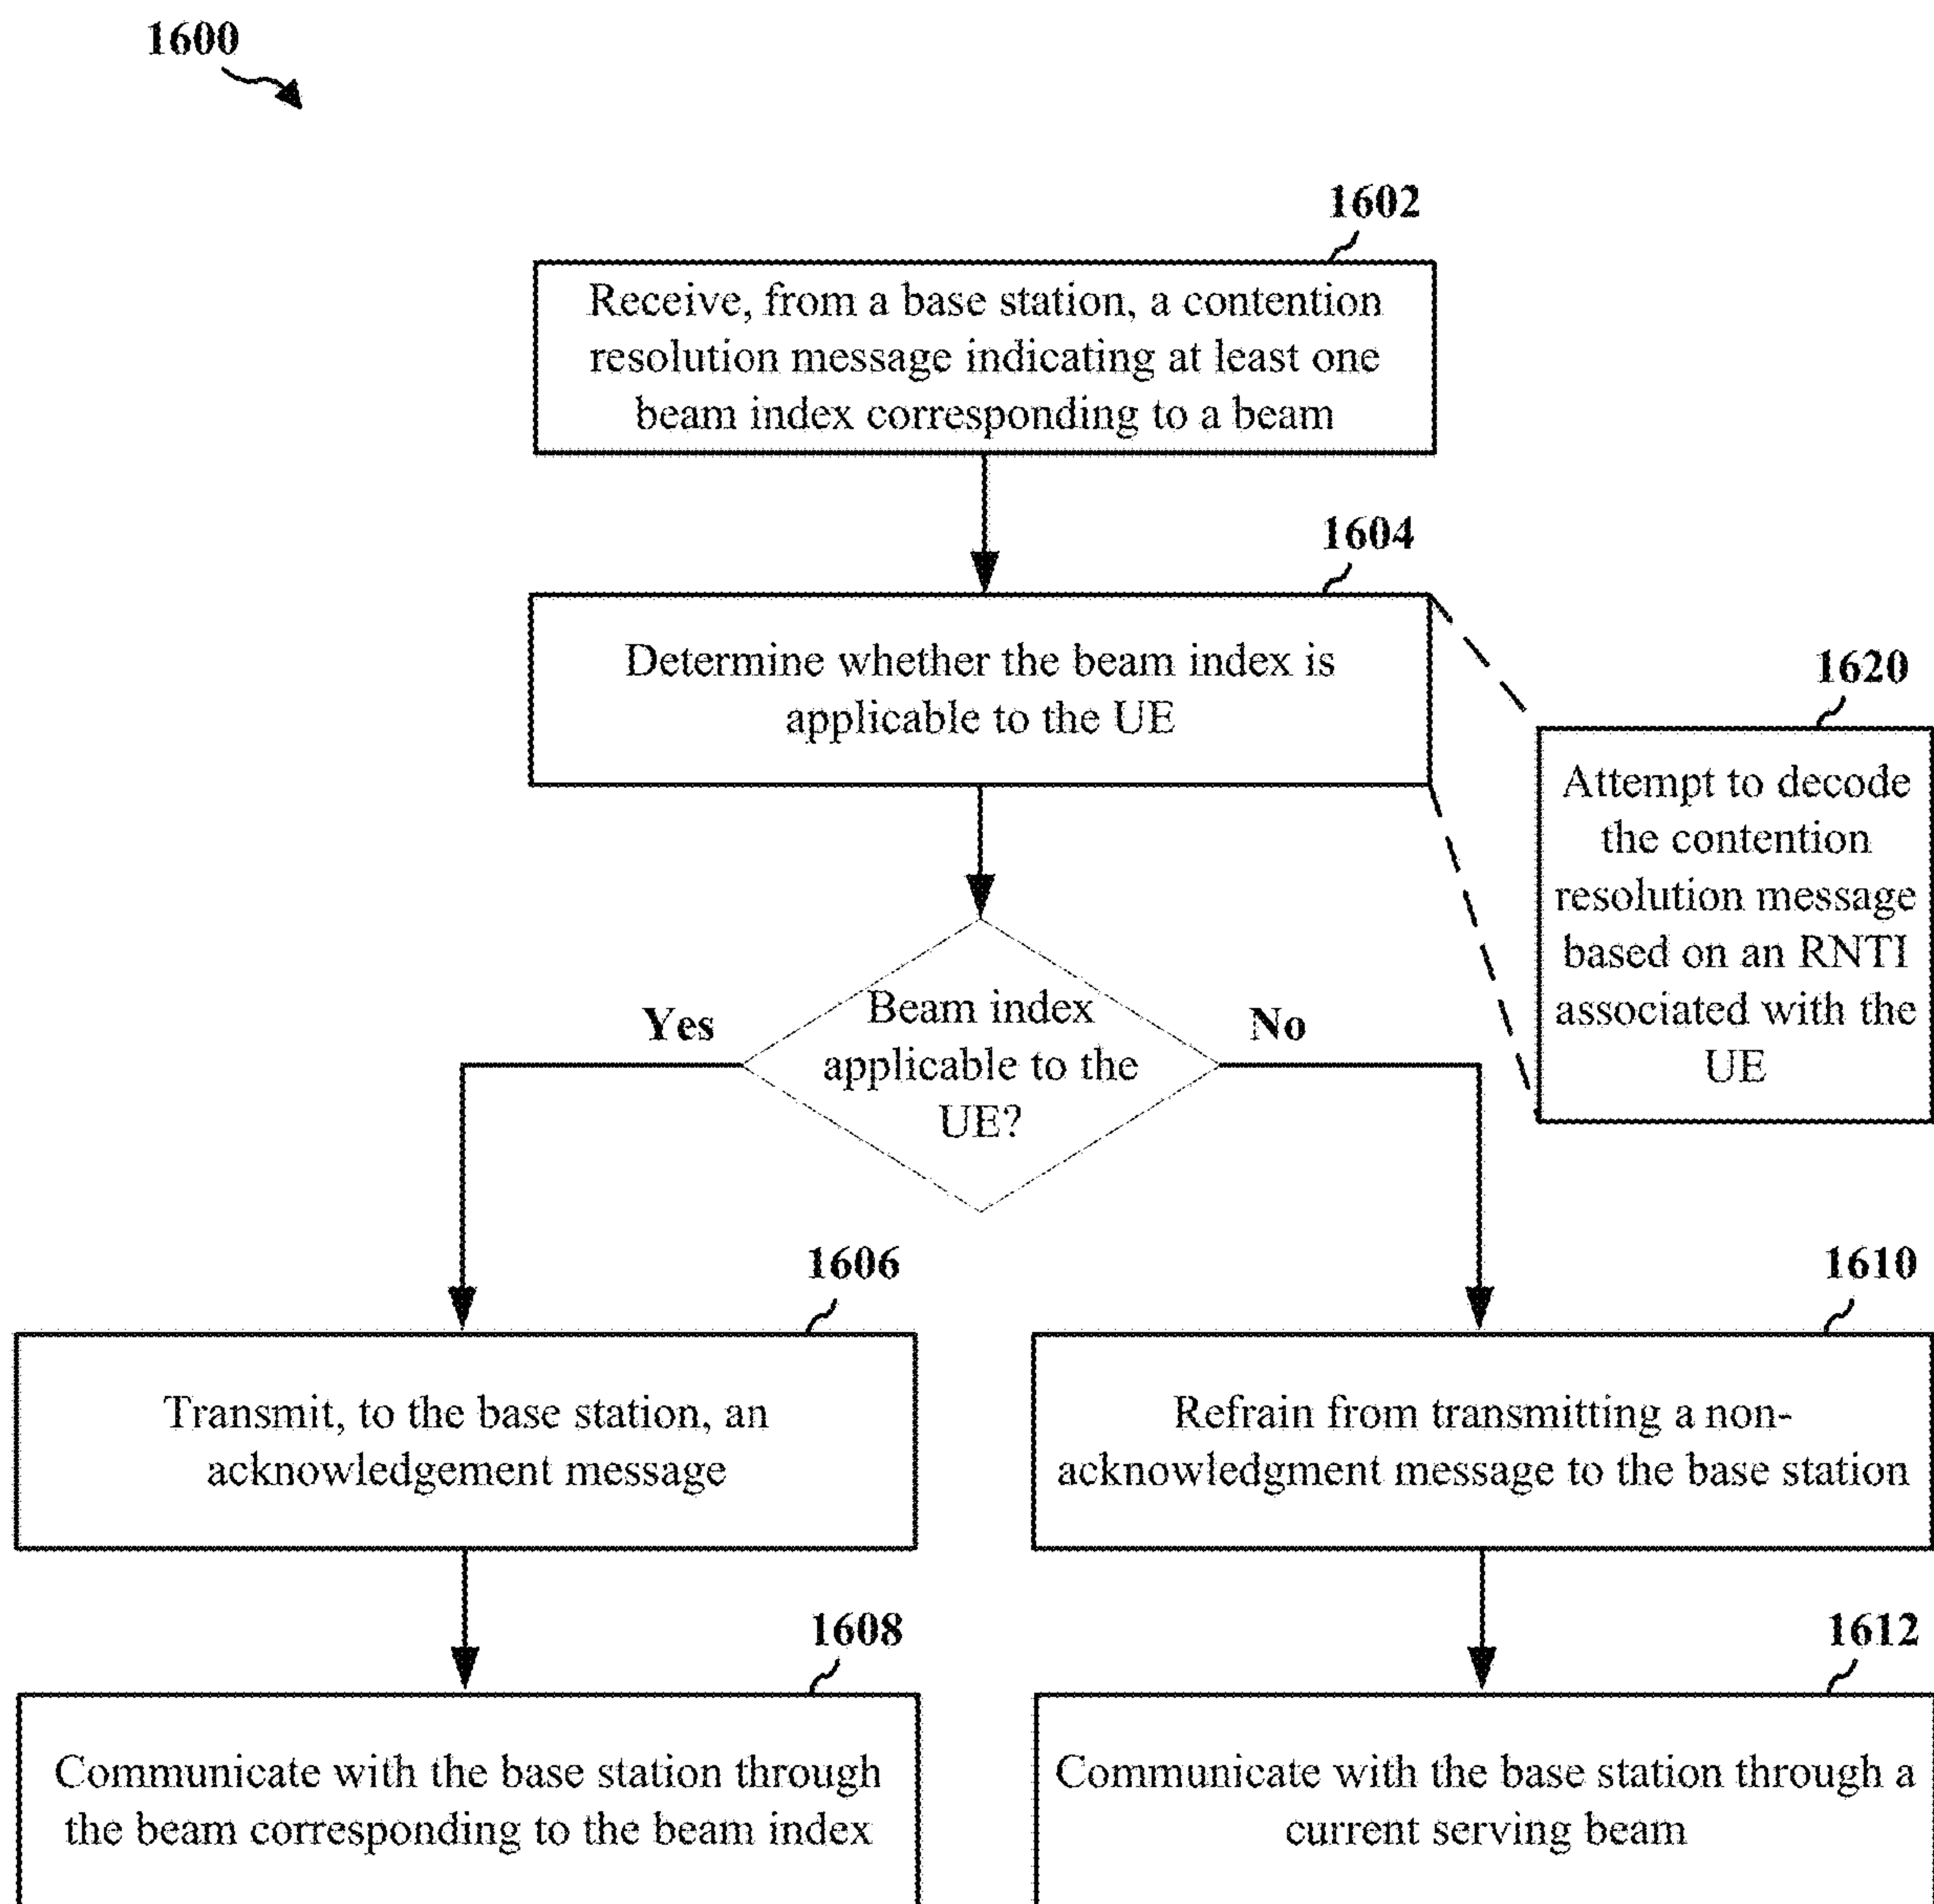 1600
1602
Receive, from a base station, a contention
resolution message indicating at least one
beam index corresponding to a beam
1604
Determine whether the beam index is
applicable to the UE
1620
Attempt to decode
the contention
resolution message
based on an RNTI
associated with the
UE
Beam index
applicable to the
UE?
Yes
No
1606
Transmit, to the base station, an
acknowledgement message
1610
Refrain from transmitting a non-
acknowledgment message to the base station
1608
Communicate with the base station through
the beam corresponding to the beam index
1612
Communicate with the base station through a
current serving beam